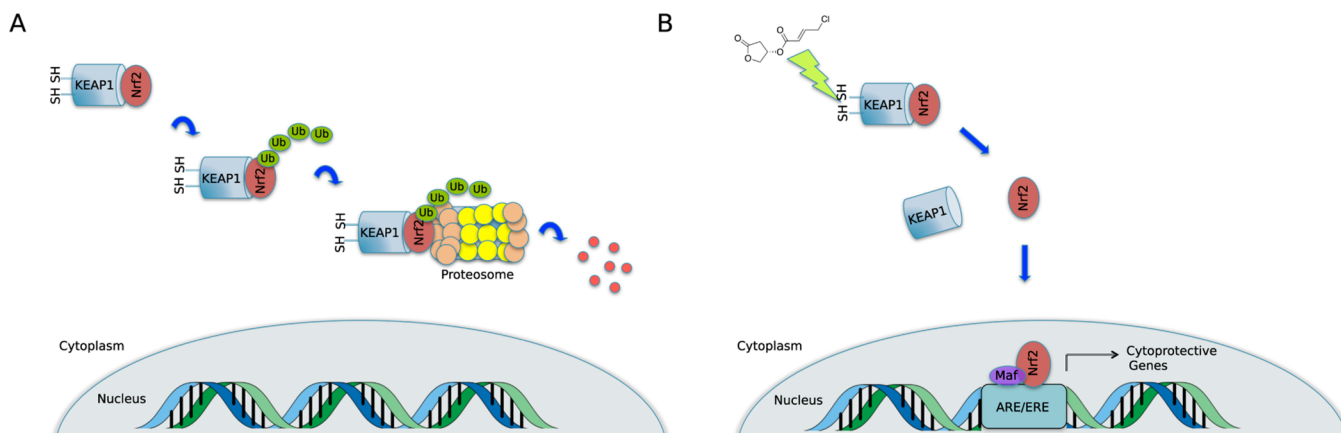 A
SH SH
KEAP1
Nrf2
SH SH
KEAP1
Nrf2
Ub
Ub
Ub
Ub
SH SH
KEAP1
Nrf2
Ub
Ub
Ub
Ub
Proteosome
Cytoplasm
Nucleus
B
O
O
O
O
Cl
SH SH
KEAP1
Nrf2
KEAP1
Nrf2
Cytoplasm
Nucleus
Maf
Nrf2
ARE/ERE
Cytoprotective
Genes